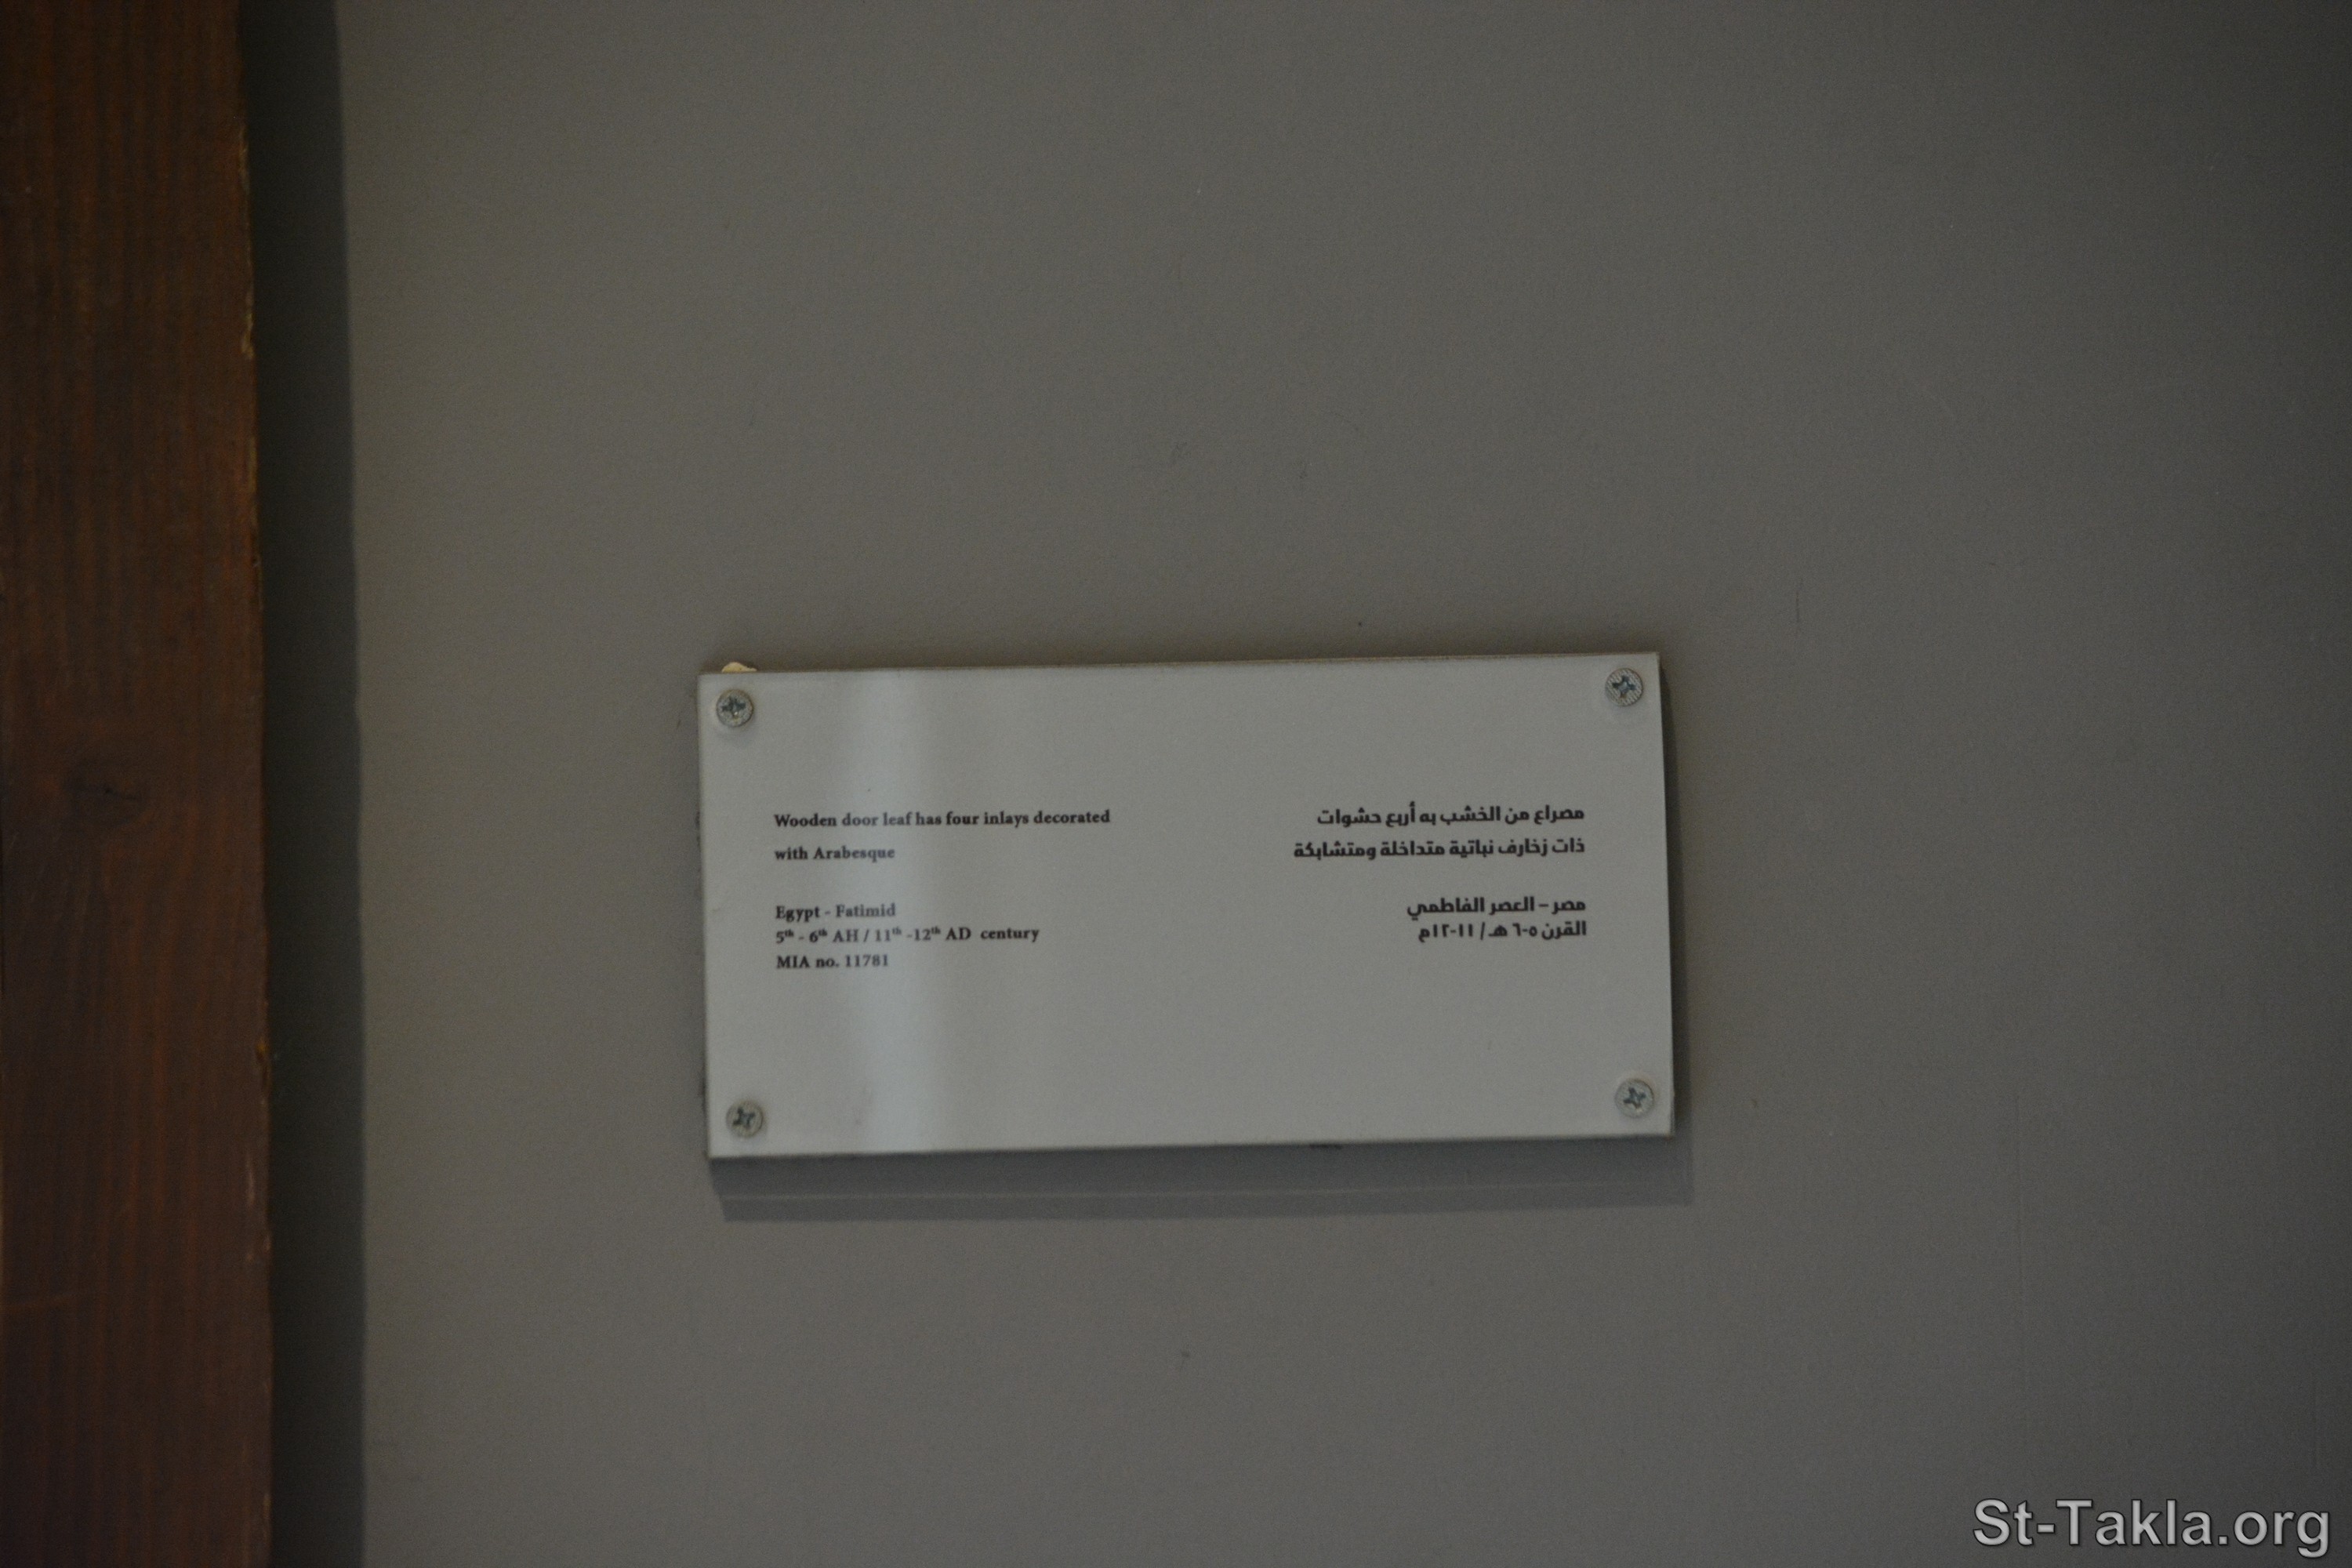 Wooden door leaf has four inlays decorated
with Arabesque
Egypt - Fatimid
5th - 6th AH / 11th -12th AD century
MIA no. 11781
مصراع من الخشب به أربع حشوات
ذات زخارف نباتية متداخلة ومتشابكة
مصر – العصر الفاطمي
القرن ٥-٦ هـ / ١١-١٢م
St-Takla.org